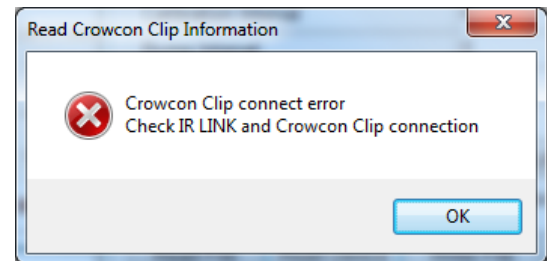 Read Crowcon Clip Information
Crowcon Clip connect error
Check IR LINK and Crowcon Clip connection
OK